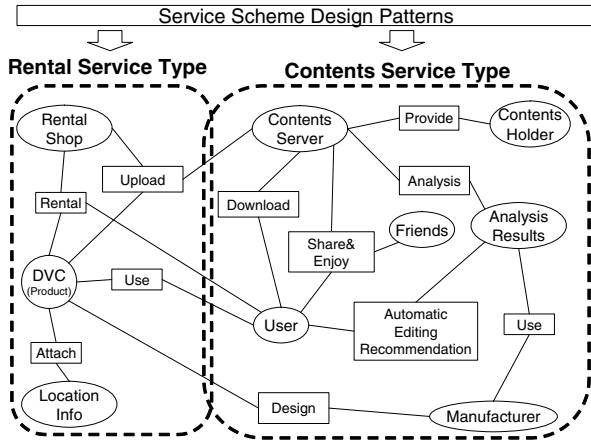 Service Scheme Design Patterns
Rental Service Type
Contents Service Type
Rental
Shop
Contents
Server
Provide
Contents
Holder
Upload
Analysis
Rental
Download
Friends
Analysis
Results
Share&
Enjoy
DVC
(Product)
Use
User
Automatic
Editing
Recommendation
Use
Attach
Location
Info
Design
Manufacturer